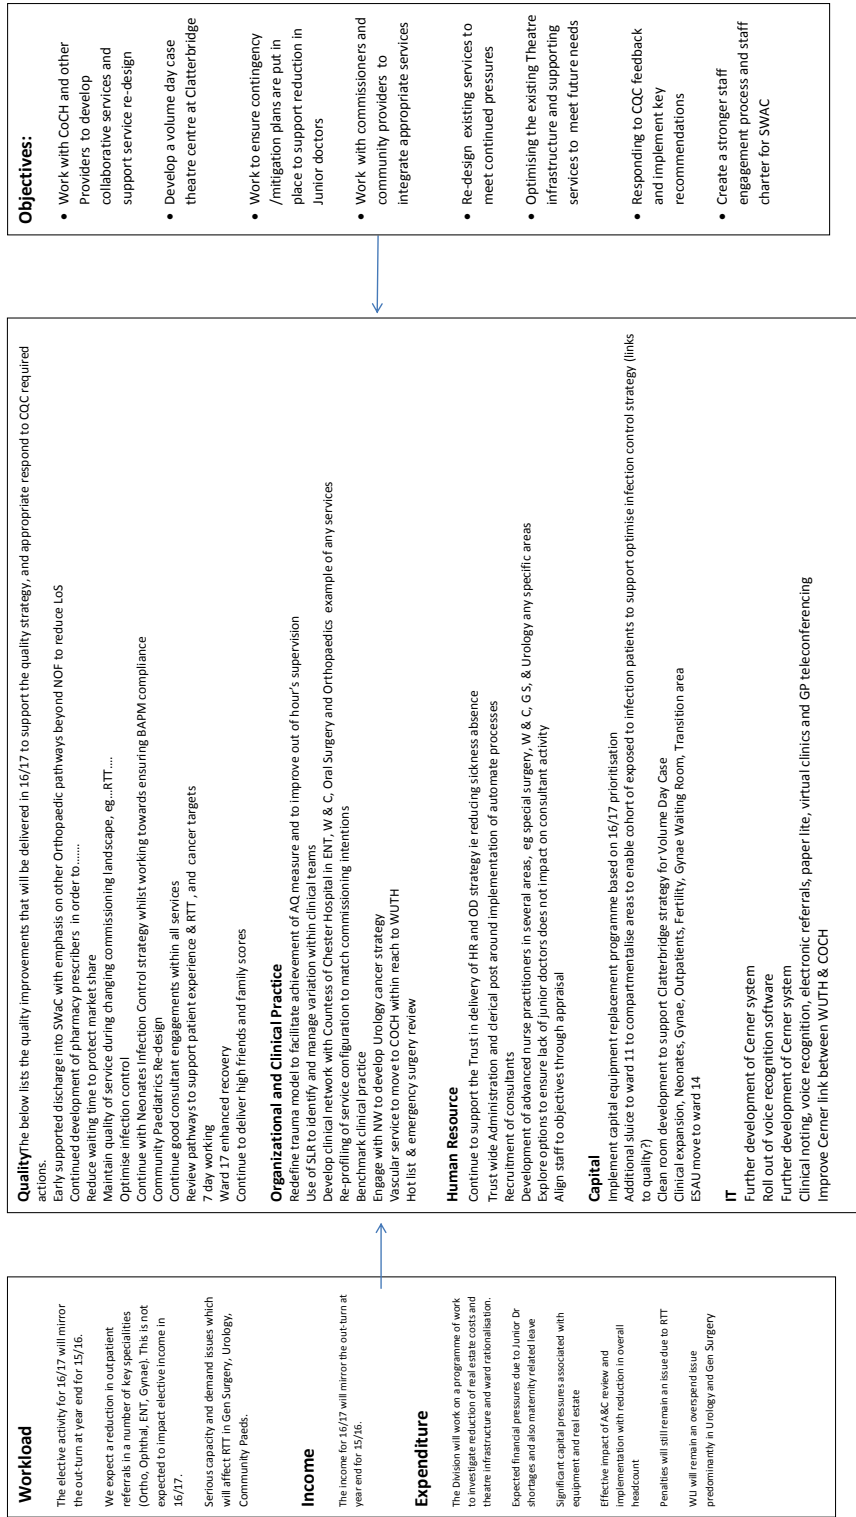 Workload
The elective activity for 16/17 will mirror
the out-turn at year end for 15/16.
We expect a reduction in outpatient
referrals in a number of key specialities
(Ortho, Ophthal, ENT, Gynae). This is not
expected to impact elective income in
16/17.
Serious capacity and demand issues which
will affect RTT in Gen Surgery, Urology,
Community Paeds.
Income
The income for 16/17 will mirror the out-turn at
year end for 15/16.
Expenditure
The Division will work on a programme of work
to investigate reduction of real estate costs and
theatre infrastructure and ward rationalisation.
Expected financial pressures due to Junior Dr
shortages and also maternity related leave
Significant capital pressures associated with
equipment and real estate
Effective impact of A&C review and
implementation with reduction in overall
headcount
Penalties will still remain an issue due to RTT
WLI will remain an overspend issue
predominantly in Urology and Gen Surgery
QualityThe below lists the quality improvements that will be delivered in 16/17 to support the quality strategy, and appropriate respond to CQC required
actions.
Early supported discharge into SWaC with emphasis on other Orthopaedic pathways beyond NOF to reduce LoS
Continued development of pharmacy prescribers in order to.......
Reduce waiting time to protect market share
Maintain quality of service during changing commissioning landscape, eg...RTT....
Optimise infection control
Continue with Neonates Infection Control strategy whilst working towards ensuring BAPM compliance
Community Paediatrics Re-design
Continue good consultant engagements within all services
Review pathways to support patient experience & RTT , and cancer targets
7 day working
Ward 17 enhanced recovery
Continue to deliver high friends and family scores
Organizational and Clinical Practice
Redefine trauma model to facilitate achievement of AQ measure and to improve out of hour's supervision
Use of SLR to identify and manage variation within clinical teams
Develop clinical network with Countess of Chester Hospital in ENT, W & C, Oral Surgery and Orthopaedics example of any services
Re-profiling of service configuration to match commissioning intentions
Benchmark clinical practice
Engage with NW to develop Urology cancer strategy
Vascular service to move to COCH within reach to WUTH
Hot list & emergency surgery review
Human Resource
Continue to support the Trust in delivery of HR and OD strategy ie reducing sickness absence
Trust wide Administration and clerical post around implementation of automate processes
Recruitment of consultants
Development of advanced nurse practitioners in several areas, eg special surgery, W & C, G S, & Urology any specific areas
Explore options to ensure lack of junior doctors does not impact on consultant activity
Align staff to objectives through appraisal
Capital
Implement capital equipment replacement programme based on 16/17 prioritisation
Additional sluice to ward 11 to compartmentalise areas to enable cohort of exposed to infection patients to support optimise infection control strategy (links
to quality?)
Clean room development to support Clatterbridge strategy for Volume Day Case
Clinical expansion, Neonates, Gynae, Outpatients, Fertility, Gynae Waiting Room, Transition area
ESAU move to ward 14
IT
Further development of Cerner system
Roll out of voice recognition software
Further development of Cerner system
Clinical noting, voice recognition, electronic referrals, paper lite, virtual clinics and GP teleconferencing
Improve Cerner link between WUTH & COCH
Objectives:
• Work with CoCH and other
Providers to develop
collaborative services and
support service re-design
• Develop a volume day case
theatre centre at Clatterbridge
• Work to ensure contingency
/mitigation plans are put in
place to support reduction in
Junior doctors
• Work with commissioners and
community providers to
integrate appropriate services
• Re-design existing services to
meet continued pressures
• Optimising the existing Theatre
infrastructure and supporting
services to meet future needs
• Responding to CQC feedback
and implement key
recommendations
• Create a stronger staff
engagement process and staff
charter for SWAC